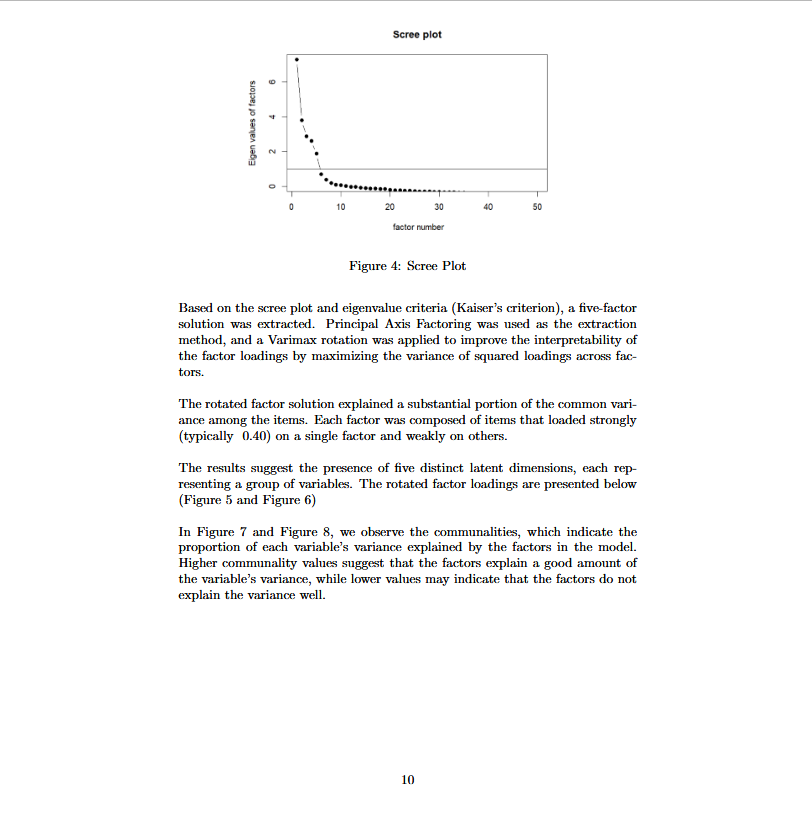 Scree plot
Eigen values of factors
6
4
2
0
0 10 20 30 40 50
factor number
Figure 4: Scree Plot
Based on the scree plot and eigenvalue criteria (Kaiser's criterion), a five-factor
solution was extracted. Principal Axis Factoring was used as the extraction
method, and a Varimax rotation was applied to improve the interpretability of
the factor loadings by maximizing the variance of squared loadings across fac-
tors.
The rotated factor solution explained a substantial portion of the common vari-
ance among the items. Each factor was composed of items that loaded strongly
(typically 0.40) on a single factor and weakly on others.
The results suggest the presence of five distinct latent dimensions, each rep-
resenting a group of variables. The rotated factor loadings are presented below
(Figure 5 and Figure 6)
In Figure 7 and Figure 8, we observe the communalities, which indicate the
proportion of each variable's variance explained by the factors in the model.
Higher communality values suggest that the factors explain a good amount of
the variable's variance, while lower values may indicate that the factors do not
explain the variance well.
10